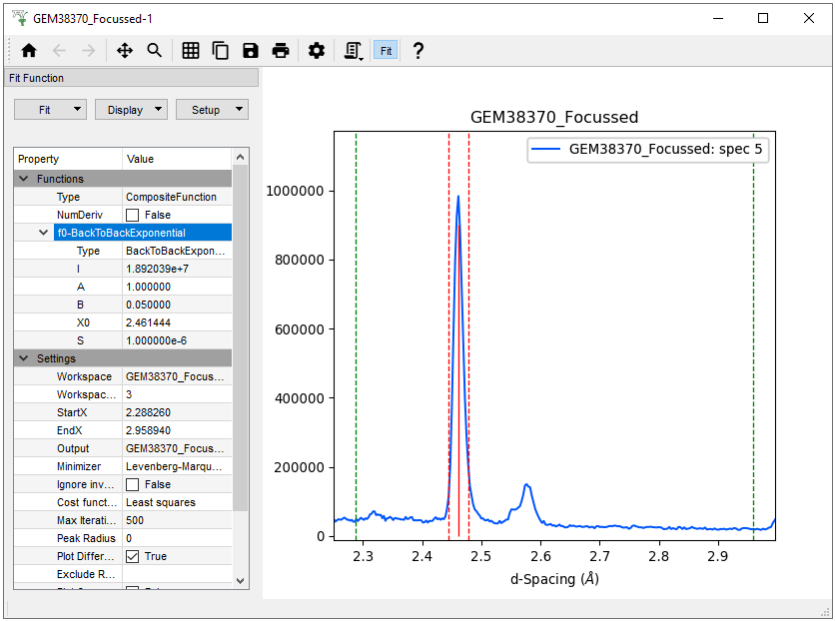 GEM38370_Focussed-1
Fit
?
Fit Function
Fit Display Setup
Property Value
Functions
Type CompositeFunction
NumDeriv False
f0-BackToBackExponential
Type BackToBackExpon...
I 1.892039e+7
A 1.000000
B 0.050000
X0 2.461444
S 1.000000e-6
Settings
Workspace GEM38370_Focuss...
Workspac... 3
StartX 2.288260
EndX 2.958940
Output GEM38370_Focuss...
Minimizer Levenberg-Marqu...
Ignore inv... False
Cost funct... Least squares
Max Iterati... 500
Peak Radius 0
Plot Differ... True
Exclude R...
GEM38370_Focussed
GEM38370_Focussed: spec 5
1000000
800000
600000
400000
200000
0
2.3 2.4 2.5 2.6 2.7 2.8 2.9
d-Spacing (Å)